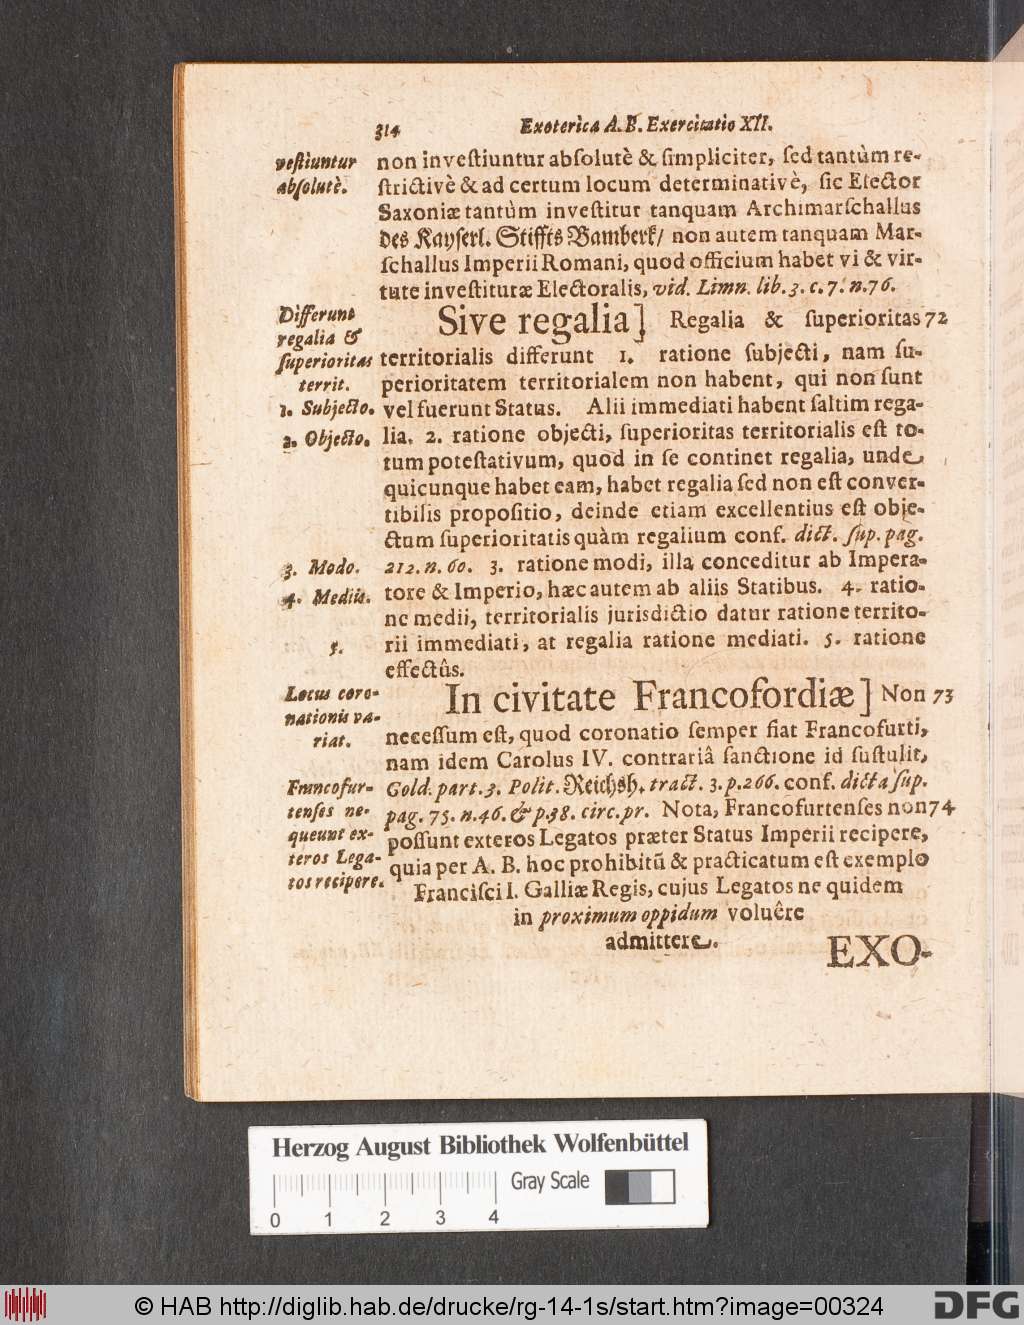 314 Exoterica A. B. Exercitatio XII.
veſtiuntur
abſolutè.
non inveſtiuntur abſolutè & ſimpliciter, ſed tantùm re-
ſtrictivè & ad certum locum determinativè, ſic Elector
Saxoniæ tantùm inveſtitur tanquam Archimarſchallus
des Kayſerl. Stiffts Bamberk/ non autem tanquam Mar-
ſchallus Imperii Romani, quod officium habet vi & vir-
tute inveſtituræ Electoralis, vid. Limn. lib. 3. c. 7. n. 76.
Differunt
regalia &
ſuperioritas
territ.
1. Subjecto.
2. Objecto.
Sive regalia] Regalia & ſuperioritas 72
territorialis differunt 1. ratione ſubjecti, nam ſu-
perioritatem territorialem non habent, qui non ſunt
vel fuerunt Status. Alii immediati habent ſaltim rega-
lia. 2. ratione objecti, ſuperioritas territorialis eſt to-
tum poteſtativum, quod in ſe continet regalia, unde
quicunque habet eam, habet regalia ſed non eſt conver-
tibilis propoſitio, deinde etiam excellentius eſt obje-
ctum ſuperioritatis quàm regalium conf. dict. ſup. pag.
3. Modo.
4. Mediis.
5.
212. n. 60. 3. ratione modi, illa conceditur ab Impera-
tore & Imperio, hæc autem ab aliis Statibus. 4. ratio-
ne medii, territorialis jurisdictio datur ratione territo-
rii immediati, at regalia ratione mediati. 5. ratione
effectûs.
Locus coro-
nationis va-
riat.
In civitate Francofordiæ] Non 73
neceſſum eſt, quod coronatio ſemper fiat Francofurti,
nam idem Carolus IV. contrariâ ſanctione id ſuſtulit,
Francofur-
tenſes ne-
queunt ex-
teros Lega-
tos recipere.
Gold. part. 3. Polit. Reichsh. tract. 3. p. 266. conf. dicta ſup.
pag. 75. n. 46. & p. 38. circ. pr. Nota, Francofurtenſes non 74
poſſunt exteros Legatos præter Status Imperii recipere,
quia per A. B. hoc prohibitū & practicatum eſt exemplo
Franciſci I. Galliæ Regis, cujus Legatos ne quidem
in proximum oppidum voluêre
admittere.
EXO-
Herzog August Bibliothek Wolfenbüttel
Gray Scale
0 1 2 3 4
© HAB http://diglib.hab.de/drucke/rg-14-1s/start.htm?image=00324
DFG